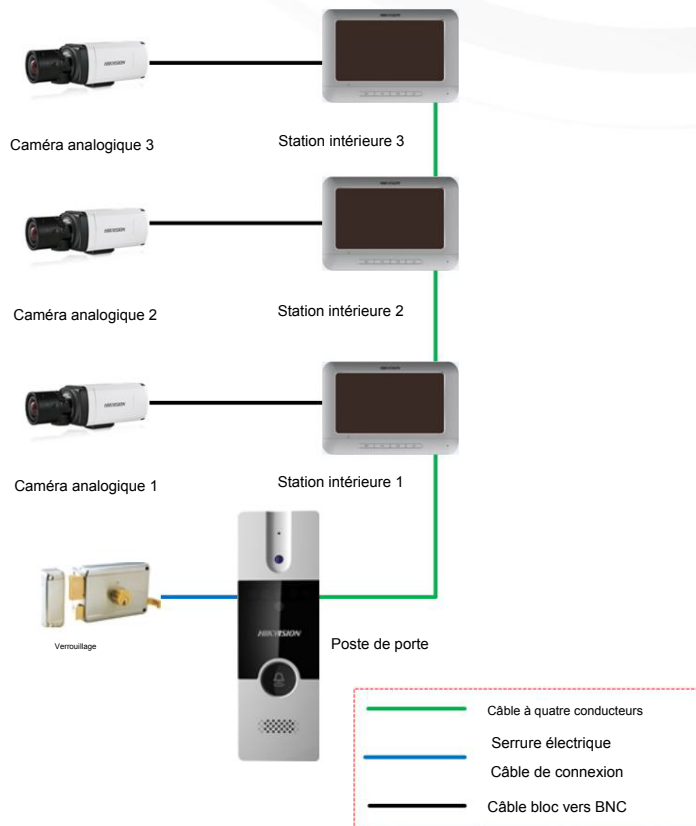 Caméra analogique 3
Station intérieure 3
Caméra analogique 2
Station intérieure 2
Caméra analogique 1
Station intérieure 1
HIKVISION
Verrouillage
Poste de porte
Câble à quatre conducteurs
Serrure électrique
Câble de connexion
Câble bloc vers BNC